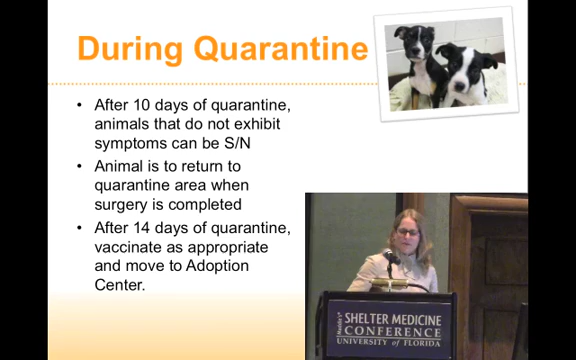 During Quarantine
• After 10 days of quarantine,
animals that do not exhibit
symptoms can be S/N
• Animal is to return to
quarantine area when
surgery is completed
• After 14 days of quarantine,
vaccinate as appropriate
and move to Adoption
Center.
Maddie's
SHELTER MEDICINE
CONFERENCE
UNIVERSITY of FLORIDA